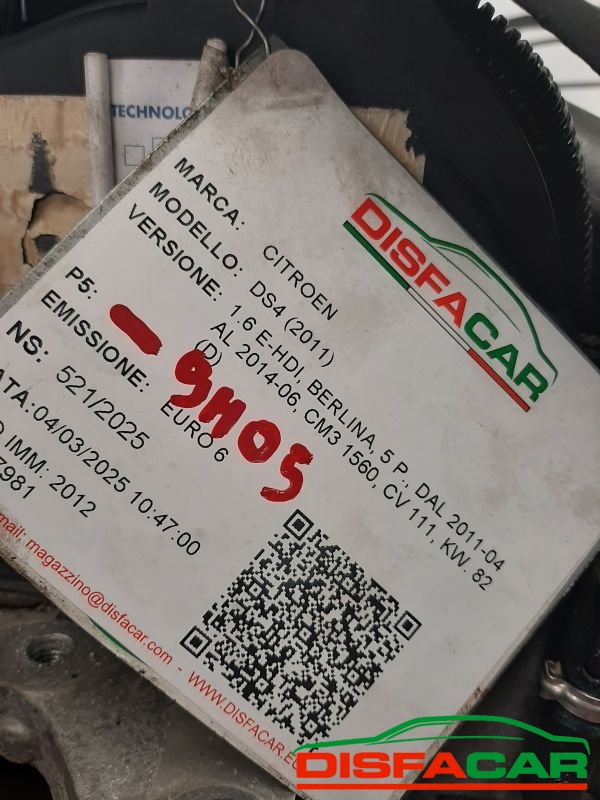 TECHNOLO
DISFACAR
MARCA: CITROEN
MODELLO: DS4 (2011)
VERSIONE: 1.6 E-HDI, BERLINA, 5 P., DAL 2011-04
AL 2014-06, CM3 1560, CV 111, KW. 82
(D)
P5: - 9H05
EMISSIONE: EURO 6
NS: 521/2025
ATA: 04/03/2025 10:47:00
IMM: 2012
7981
mail: magazzino@disfacar.com - WWW.DISFACAR.E
DISFACAR